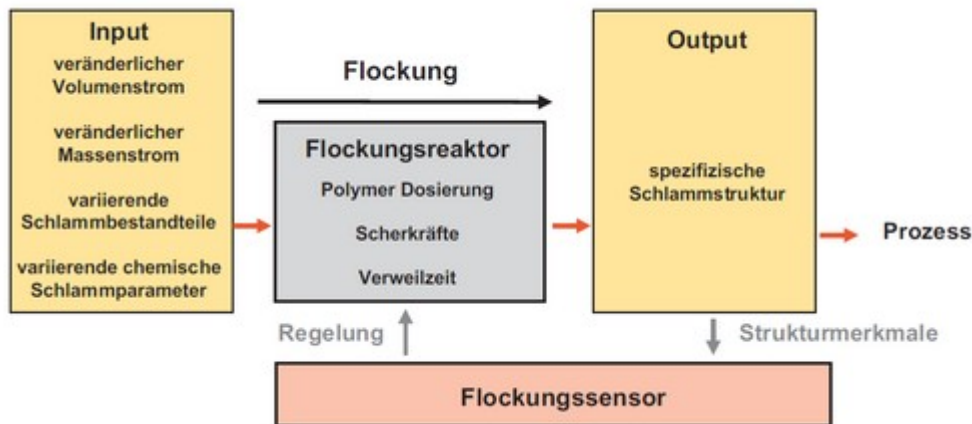 Input
veränderlicher
Volumenstrom
veränderlicher
Massenstrom
variierende
Schlammbestandteile
variierende chemische
Schlammparameter
Flockung
Flockungsreaktor
Polymer Dosierung
Scherkräfte
Verweilzeit
Output
spezifizische
Schlammstruktur
Prozess
Regelung
Strukturmerkmale
Flockungssensor